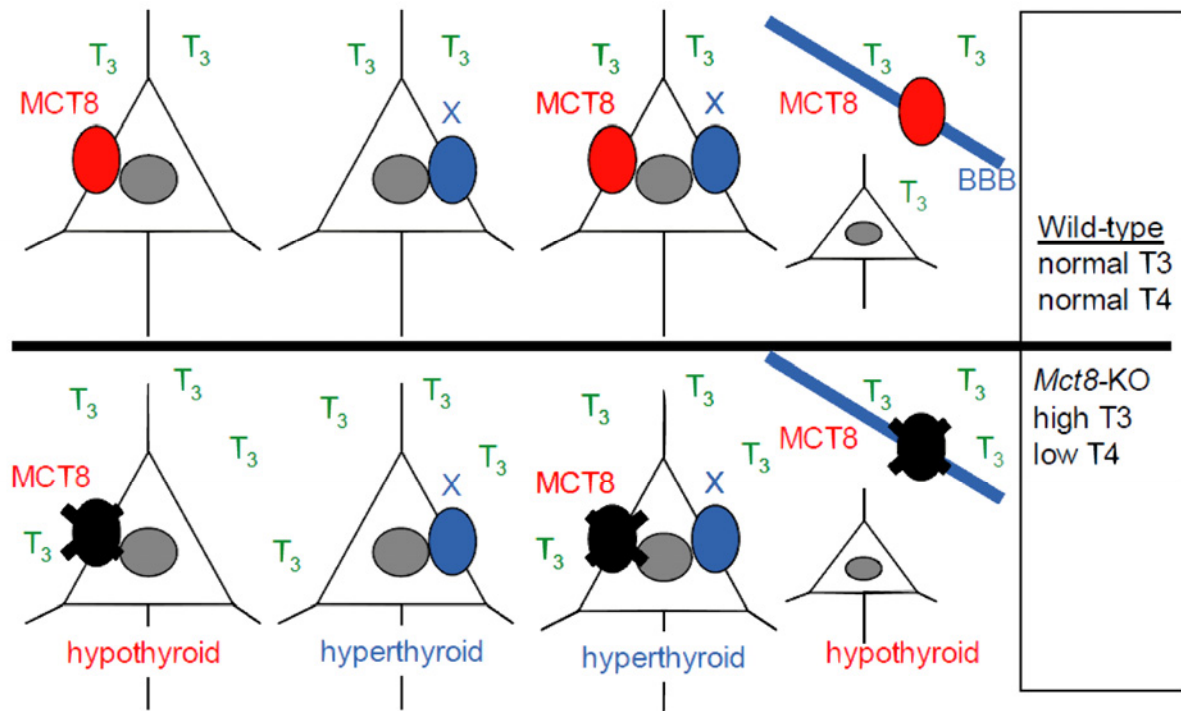 T3
T3
MCT8
T3
T3
X
T3
T3
MCT8
X
T3
T3
MCT8
BBB
T3
Wild-type
normal T3
normal T4
T3
T3
T3
MCT8
T3
hypothyroid
T3
T3
T3
X
T3
hyperthyroid
T3
T3
T3
MCT8
X
T3
hyperthyroid
T3
T3
MCT8
T3
hypothyroid
Mct8-KO
high T3
low T4